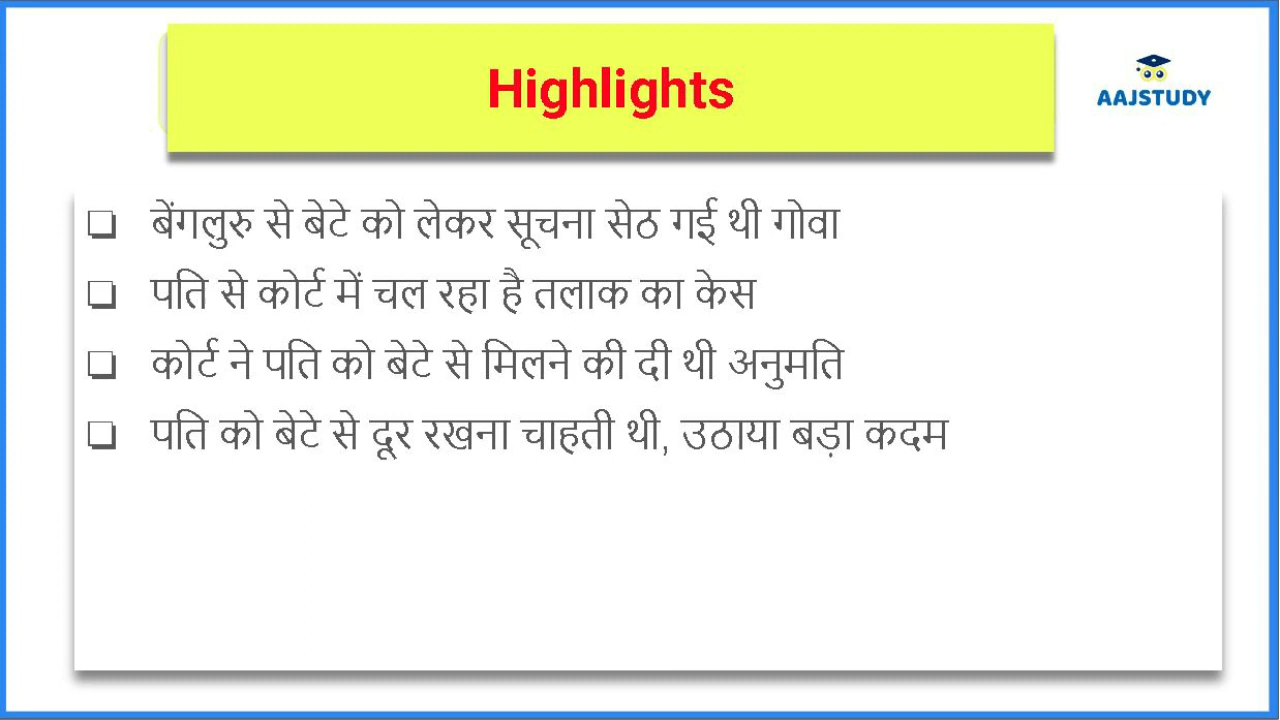 Highlights
AAJSTUDY
बेंगलुरु से बेटे को लेकर सूचना सेठ गई थी गोवा
पति से कोर्ट में चल रहा है तलाक का केस
कोर्ट ने पति को बेटे से मिलने की दी थी अनुमति
पति को बेटे से दूर रखना चाहती थी, उठाया बड़ा कदम